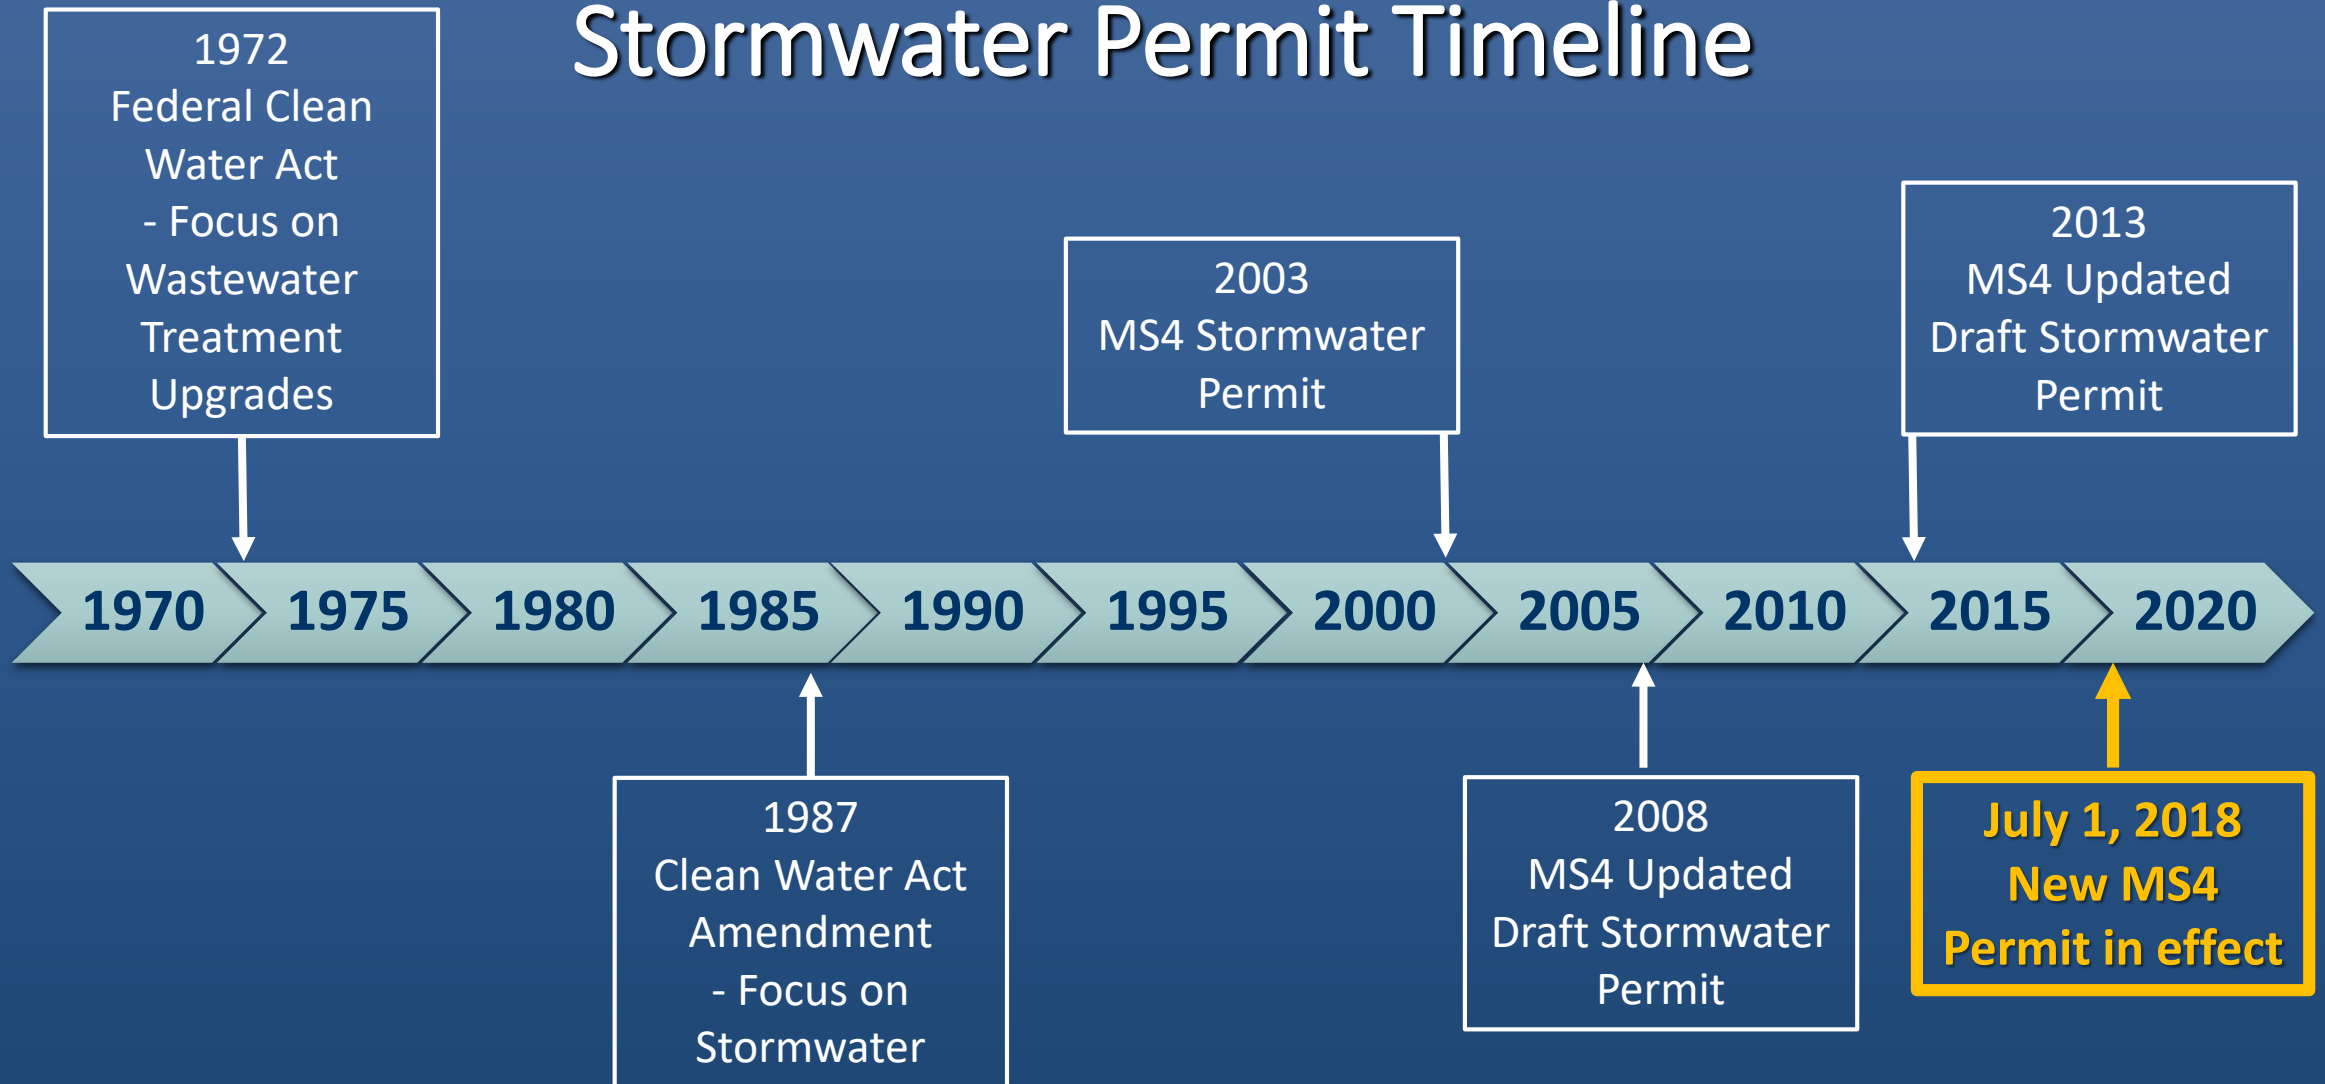 Stormwater Permit Timeline
1972
Federal Clean
Water Act
- Focus on
Wastewater
Treatment
Upgrades
2003
MS4 Stormwater
Permit
2013
MS4 Updated
Draft Stormwater
Permit
1970 1975 1980 1985 1990 1995 2000 2005 2010 2015 2020
1987
Clean Water Act
Amendment
- Focus on
Stormwater
2008
MS4 Updated
Draft Stormwater
Permit
July 1, 2018
New MS4
Permit in effect